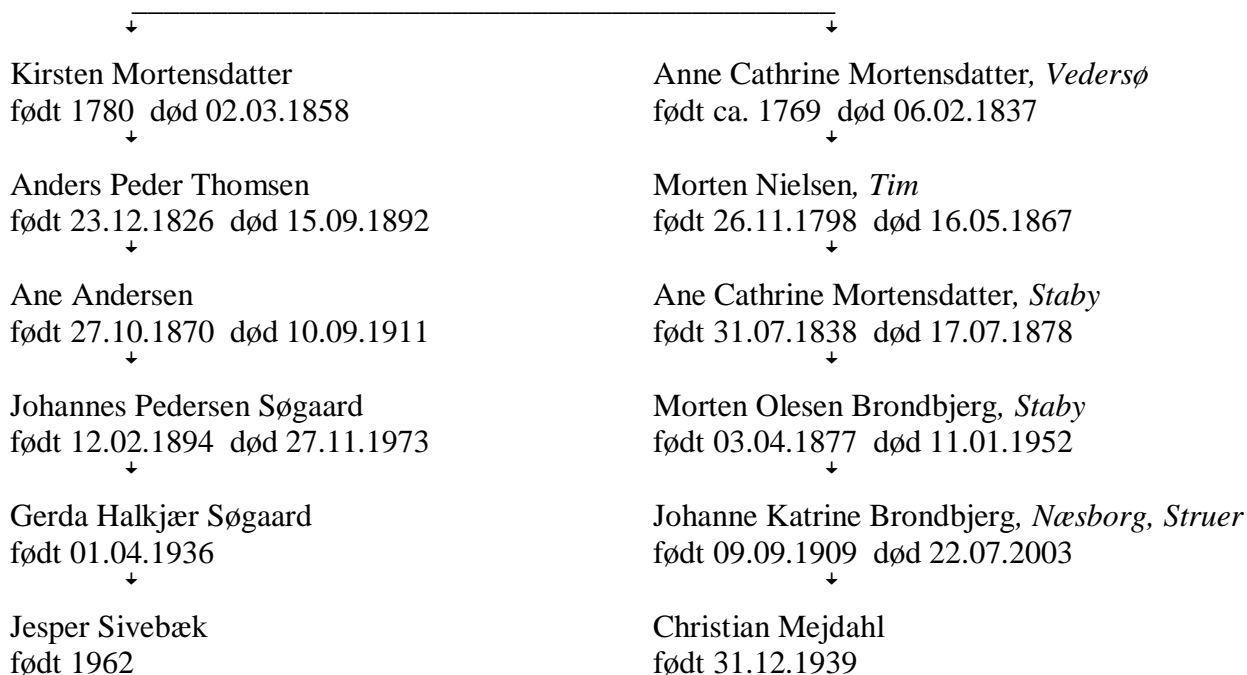 Kirsten Mortensdatter
født 1780 død 02.03.1858
Anders Peder Thomsen
født 23.12.1826 død 15.09.1892
Ane Andersen
født 27.10.1870 død 10.09.1911
Johannes Pedersen Søgaard
født 12.02.1894 død 27.11.1973
Gerda Halkjær Søgaard
født 01.04.1936
Jesper Sivebæk
født 1962
Anne Cathrine Mortensdatter, Vedersø
født ca. 1769 død 06.02.1837
Morten Nielsen, Tim
født 26.11.1798 død 16.05.1867
Ane Cathrine Mortensdatter, Staby
født 31.07.1838 død 17.07.1878
Morten Olesen Brondbjerg, Staby
født 03.04.1877 død 11.01.1952
Johanne Katrine Brondbjerg, Næsborg, Struer
født 09.09.1909 død 22.07.2003
Christian Mejdahl
født 31.12.1939